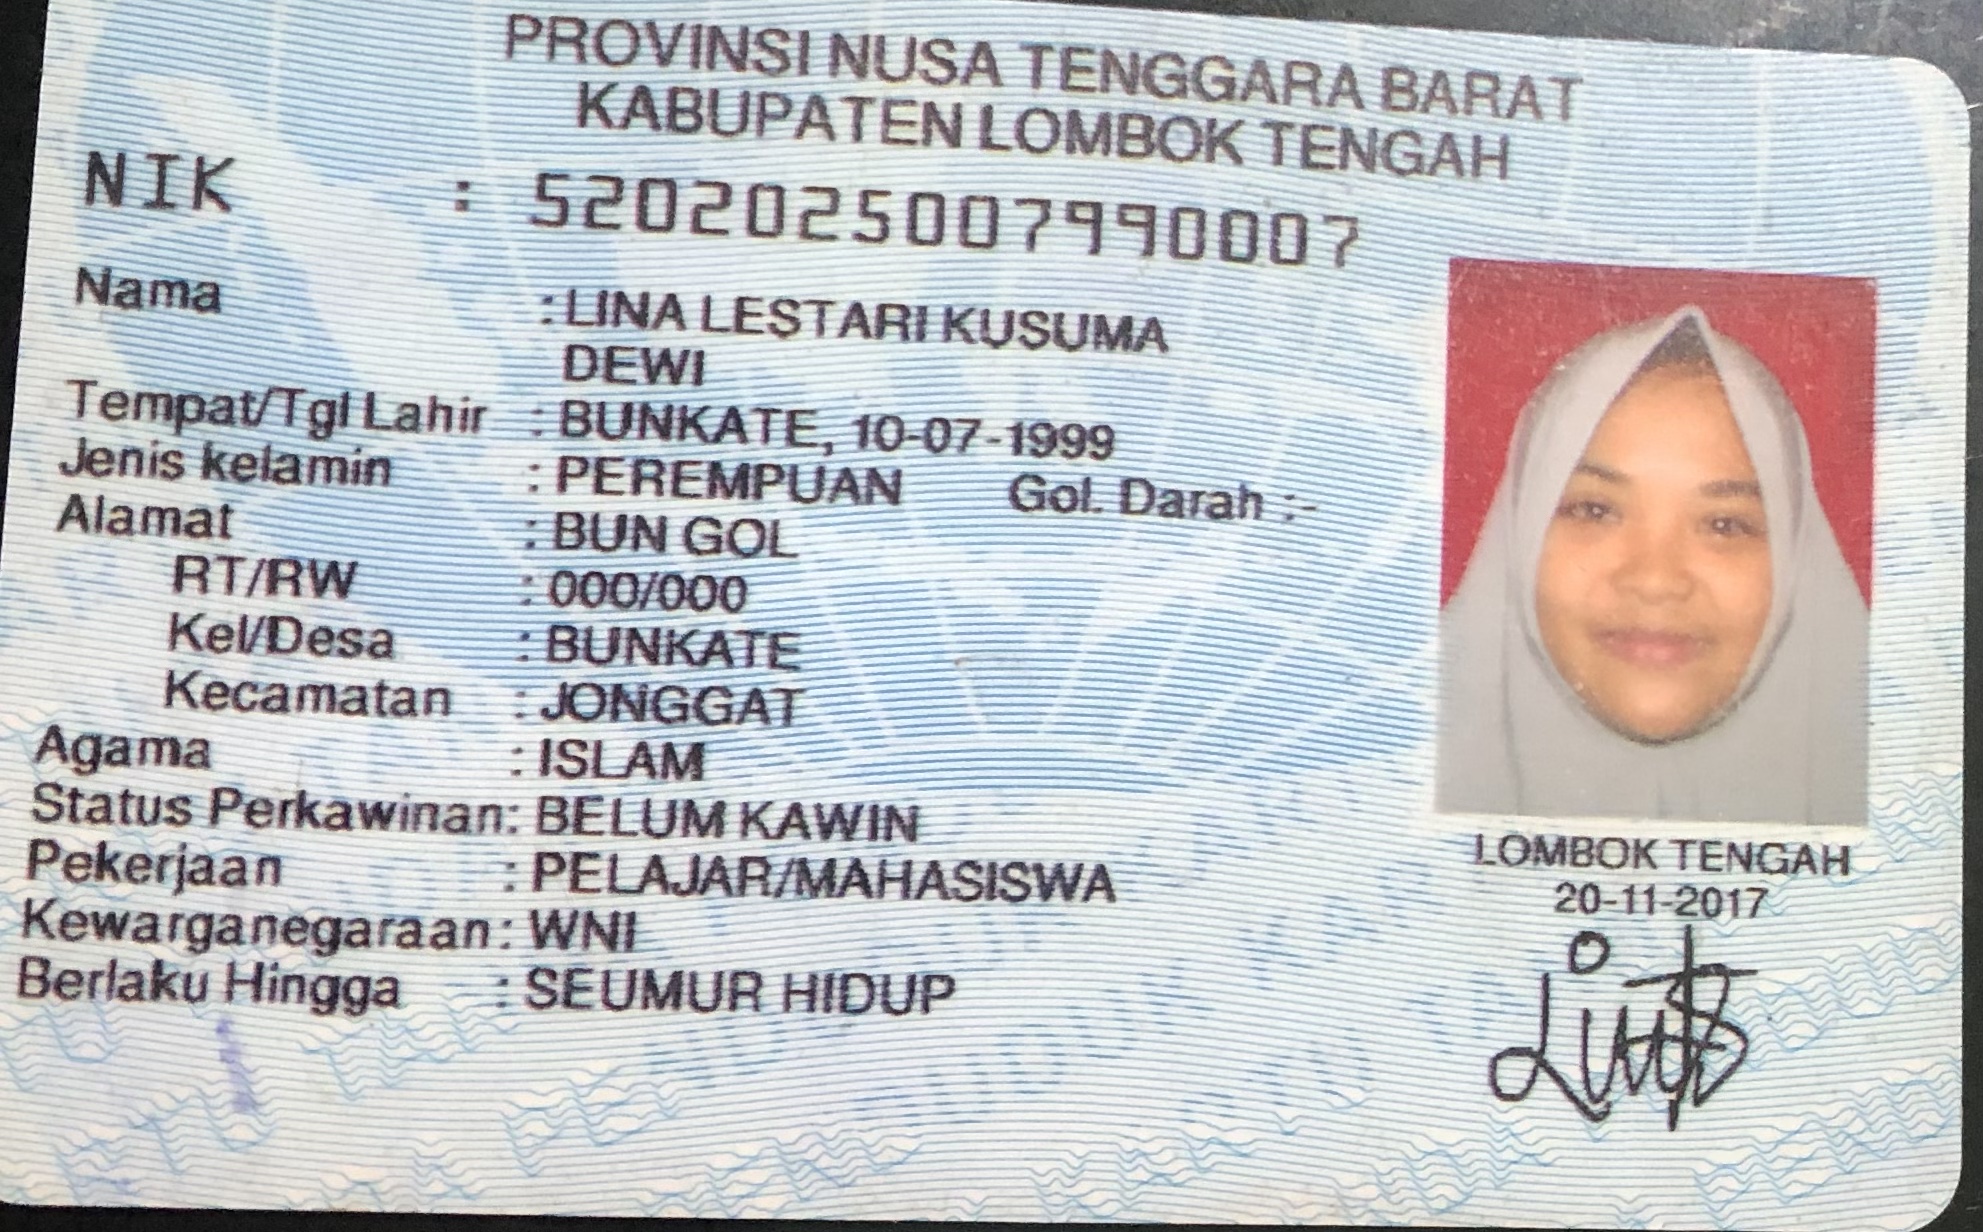 PROVINSI NUSA TENGGARA BARAT
KABUPATEN LOMBOK TENGAH
NIK : 5202025007990007
Nama : LINA LESTARI KUSUMA
DEWI
Tempat/Tgl Lahir : BUNKATE, 10-07-1999
Jenis kelamin : PEREMPUAN Gol. Darah :-
Alamat : BUN GOL
RT/RW : 000/000
Kel/Desa : BUNKATE
Kecamatan : JONGGAT
Agama : ISLAM
Status Perkawinan: BELUM KAWIN
Pekerjaan : PELAJAR/MAHASISWA
Kewarganegaraan: WNI
Berlaku Hingga : SEUMUR HIDUP
LOMBOK TENGAH
20-11-2017